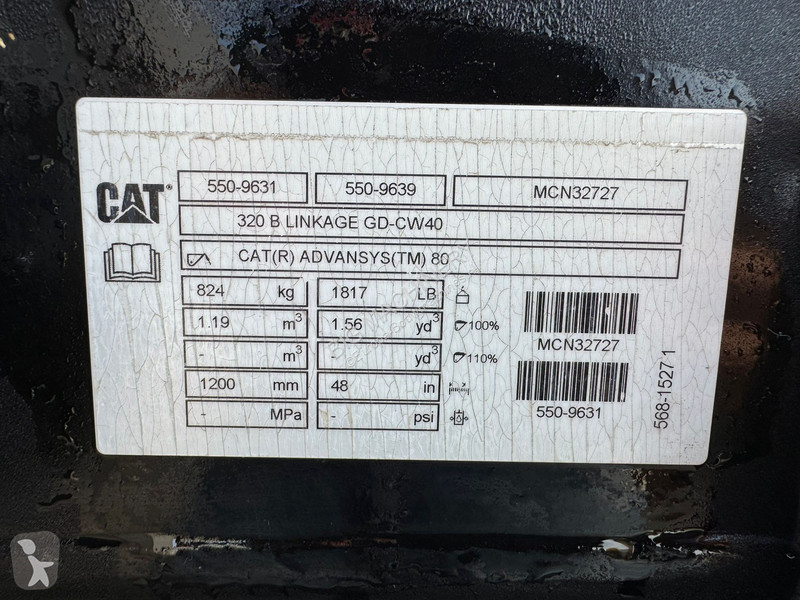 CAT®
550-9631 550-9639 MCN32727
320 B LINKAGE GD-CW40
CAT(R) ADVANSYS(TM) 80
824 kg 1817 LB
1.19 m³ 1.56 yd³ 100%
- m³ - yd³ 110%
1200 mm 48 in
- MPa - psi
MCN32727
550-9631
568-1527 1